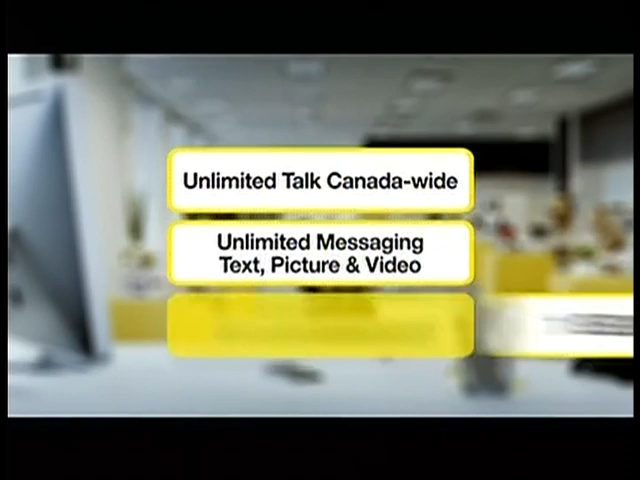 Unlimited Talk Canada-wide
Unlimited Messaging
Text, Picture & Video